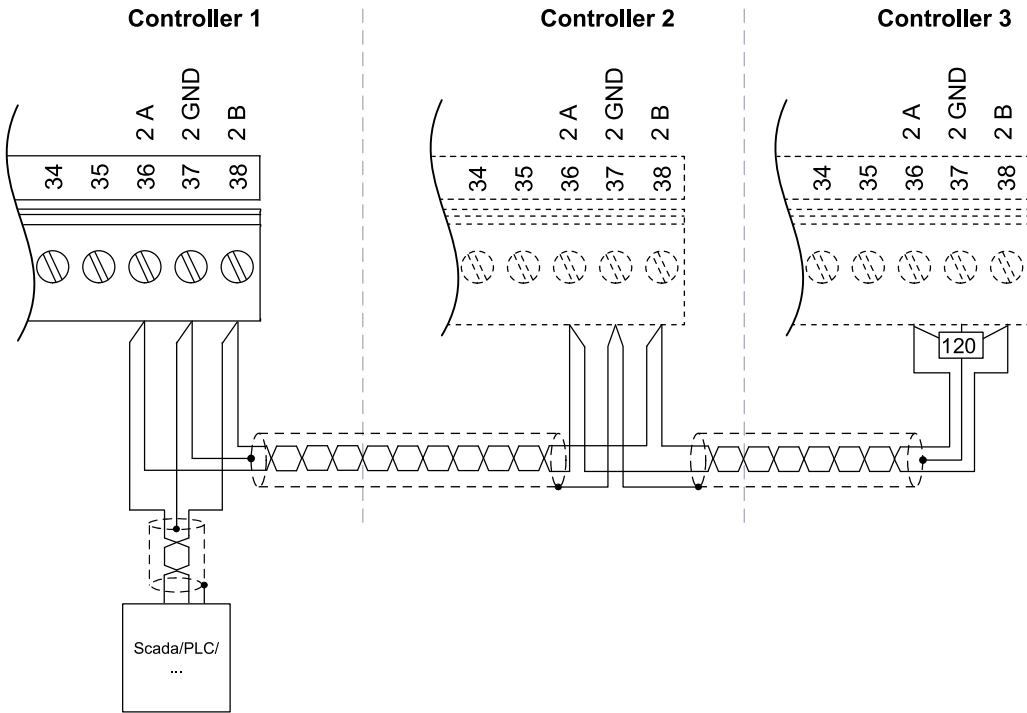 Controller 1
Controller 2
Controller 3
2 A
2 GND
2 B
2 A
2 GND
2 B
2 A
2 GND
2 B
34
35
36
37
38
34
35
36
37
38
34
35
36
37
38
120
Scada/PLC/
...